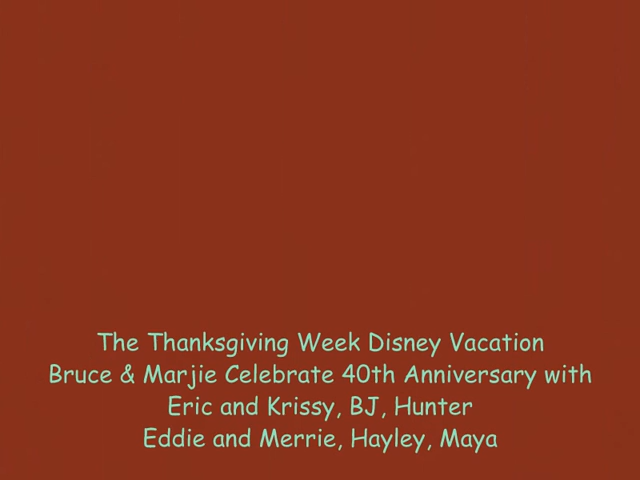 The Thanksgiving Week Disney Vacation
Bruce & Marjie Celebrate 40th Anniversary with
Eric and Krissy, BJ, Hunter
Eddie and Merrie, Hayley, Maya